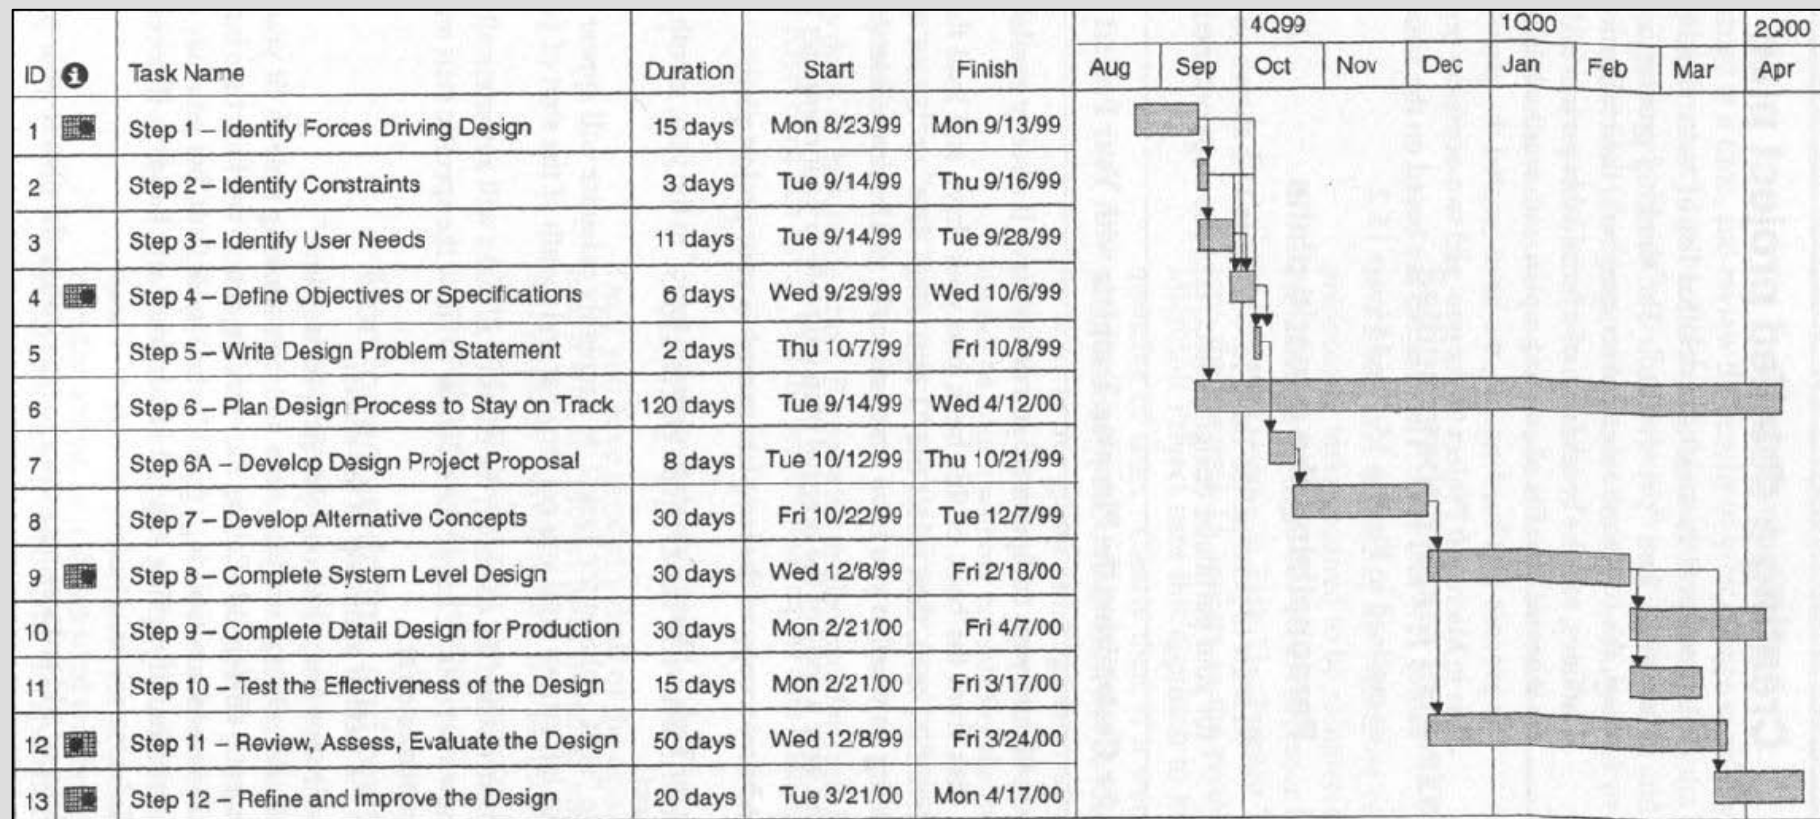 4Q99 1Q00 2Q00
ID Task Name Duration Start Finish Aug Sep Oct Nov Dec Jan Feb Mar Apr
1 Step 1 – Identify Forces Driving Design 15 days Mon 8/23/99 Mon 9/13/99
2 Step 2 – Identify Constraints 3 days Tue 9/14/99 Thu 9/16/99
3 Step 3 – Identify User Needs 11 days Tue 9/14/99 Tue 9/28/99
4 Step 4 – Define Objectives or Specifications 6 days Wed 9/29/99 Wed 10/6/99
5 Step 5 – Write Design Problem Statement 2 days Thu 10/7/99 Fri 10/8/99
6 Step 6 – Plan Design Process to Stay on Track 120 days Tue 9/14/99 Wed 4/12/00
7 Step 6A – Develop Design Project Proposal 8 days Tue 10/12/99 Thu 10/21/99
8 Step 7 – Develop Alternative Concepts 30 days Fri 10/22/99 Tue 12/7/99
9 Step 8 – Complete System Level Design 30 days Wed 12/8/99 Fri 2/18/00
10 Step 9 – Complete Detail Design for Production 30 days Mon 2/21/00 Fri 4/7/00
11 Step 10 – Test the Effectiveness of the Design 15 days Mon 2/21/00 Fri 3/17/00
12 Step 11 – Review, Assess, Evaluate the Design 50 days Wed 12/8/99 Fri 3/24/00
13 Step 12 – Refine and Improve the Design 20 days Tue 3/21/00 Mon 4/17/00